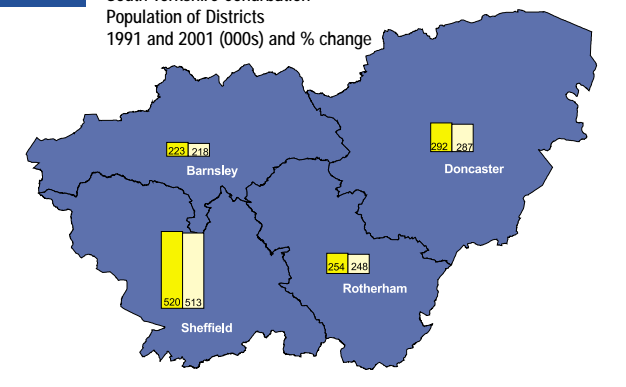 Population of Districts
1991 and 2001 (000s) and % change
292 287
Doncaster
223 218
Barnsley
254 248
Rotherham
520 513
Sheffield